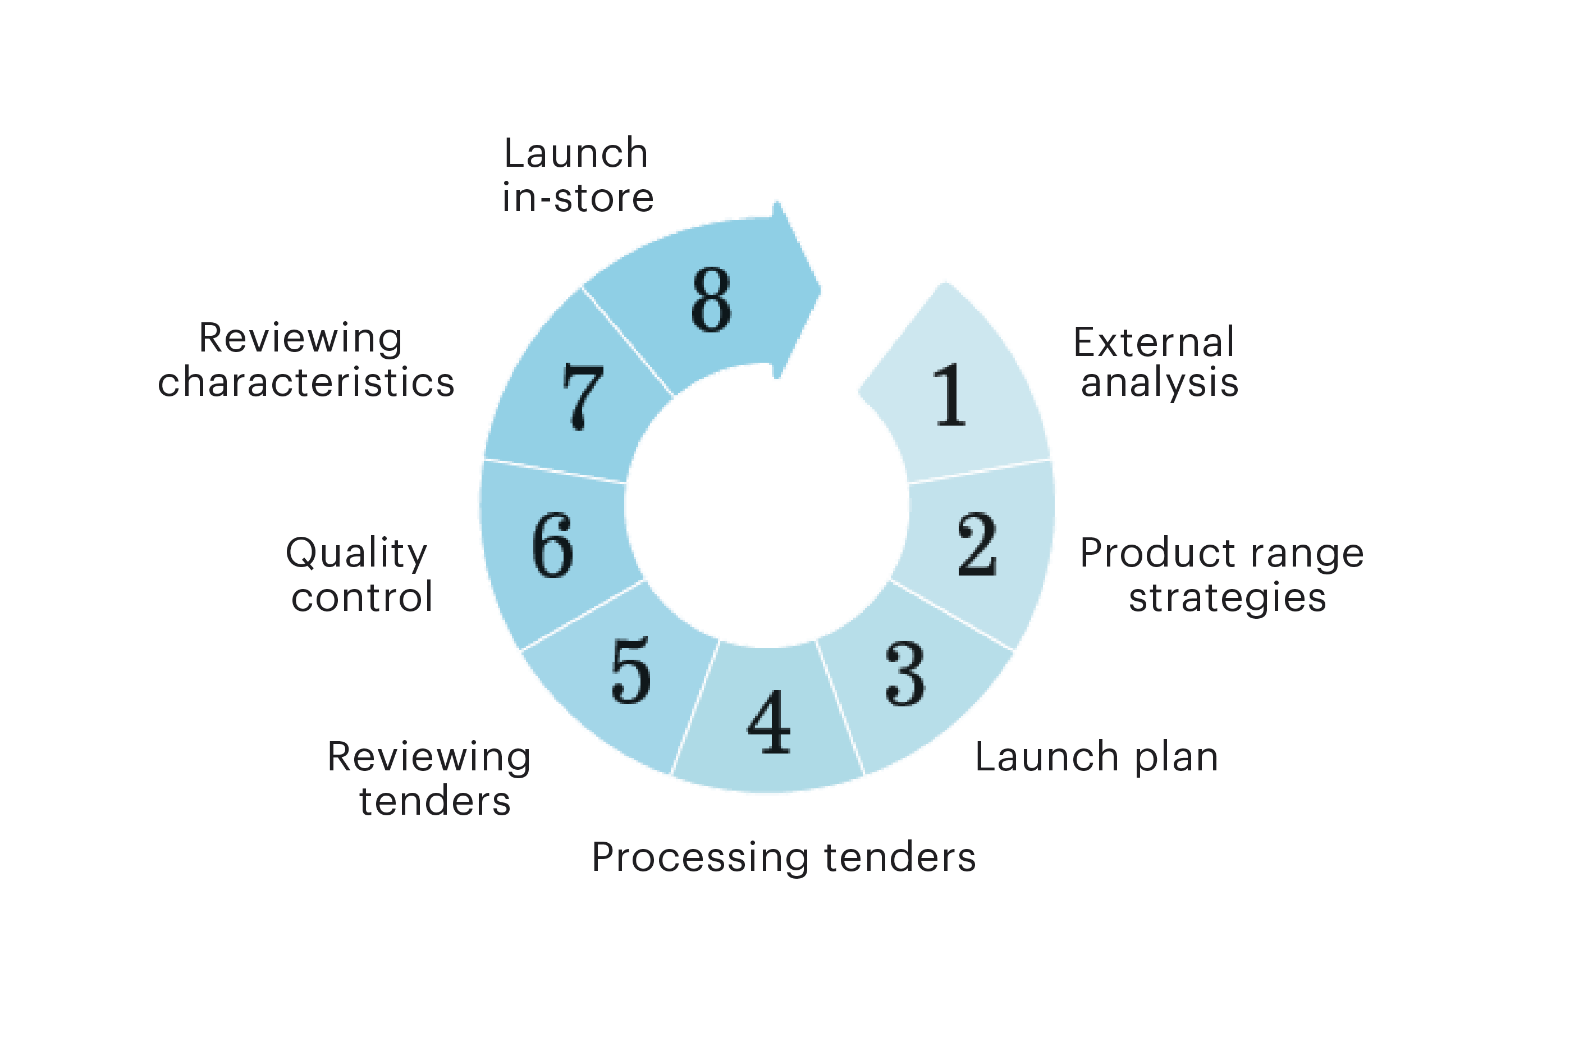 Launch
in-store
8
1
External
analysis
2
Product range
strategies
3
Launch plan
4
Processing tenders
5
Reviewing
tenders
6
Quality
control
7
Reviewing
characteristics